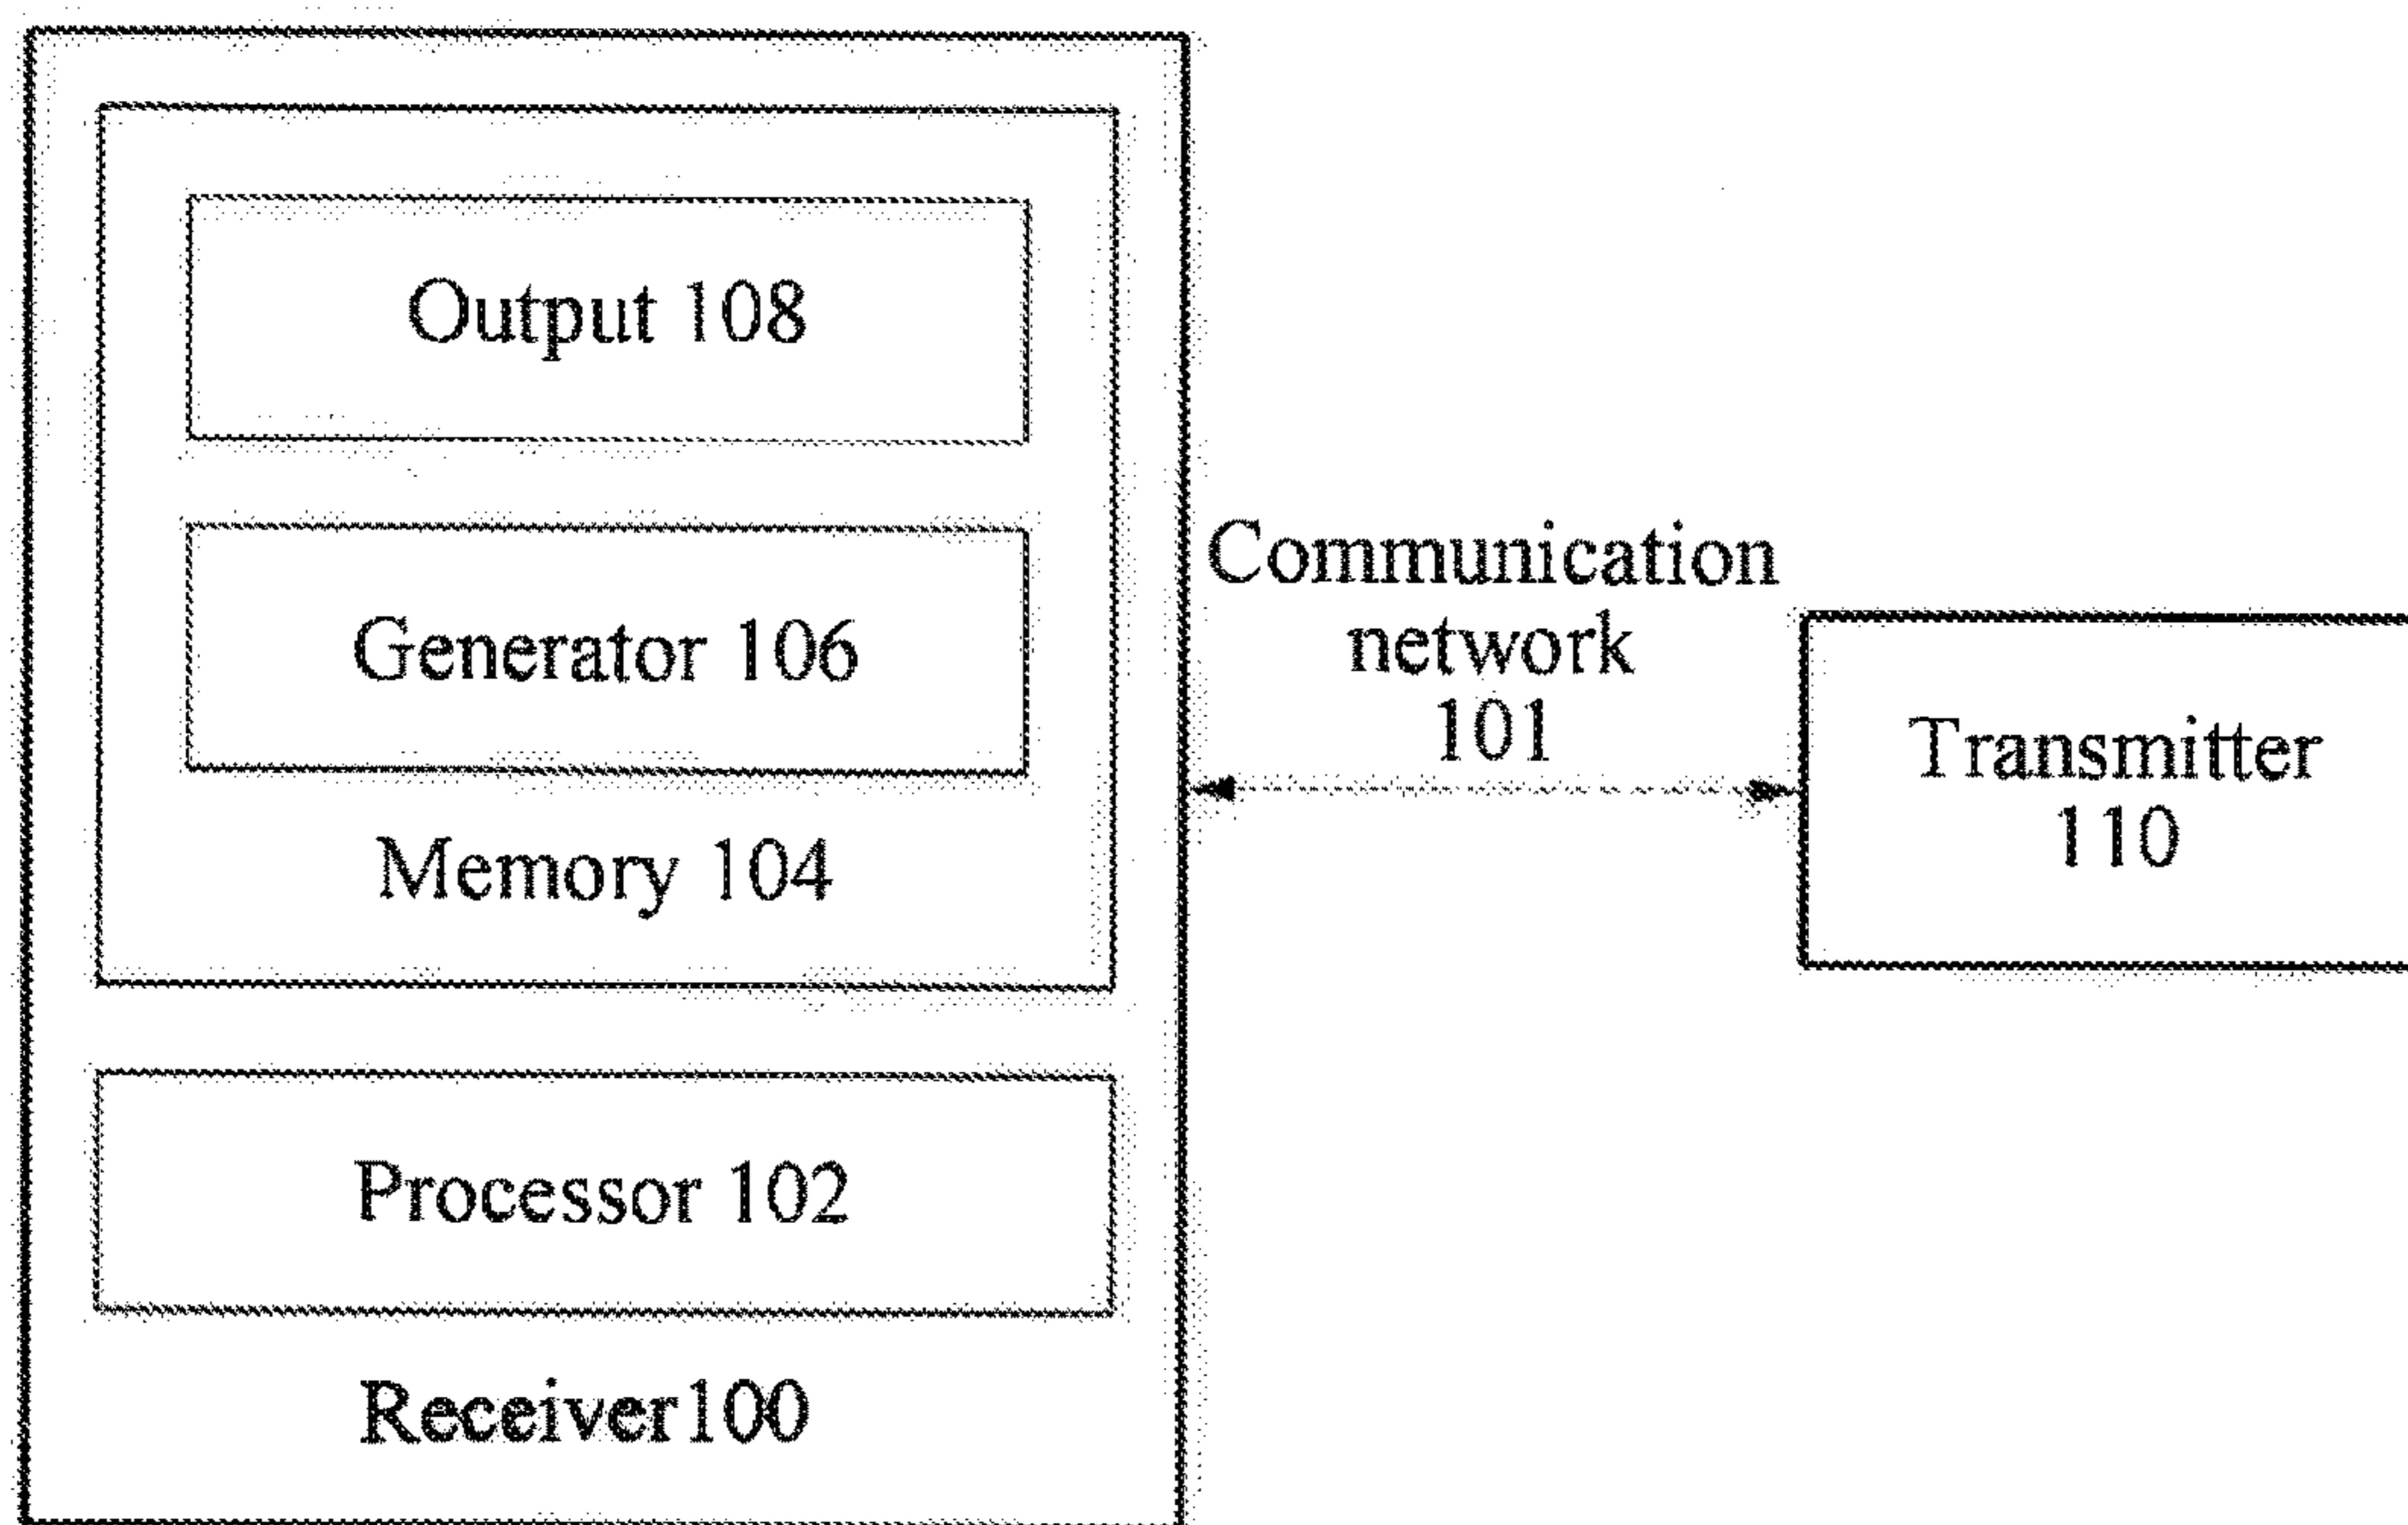 Output 108
Generator 106
Memory 104
Processor 102
Receiver100
Communication
network
101
Transmitter
110